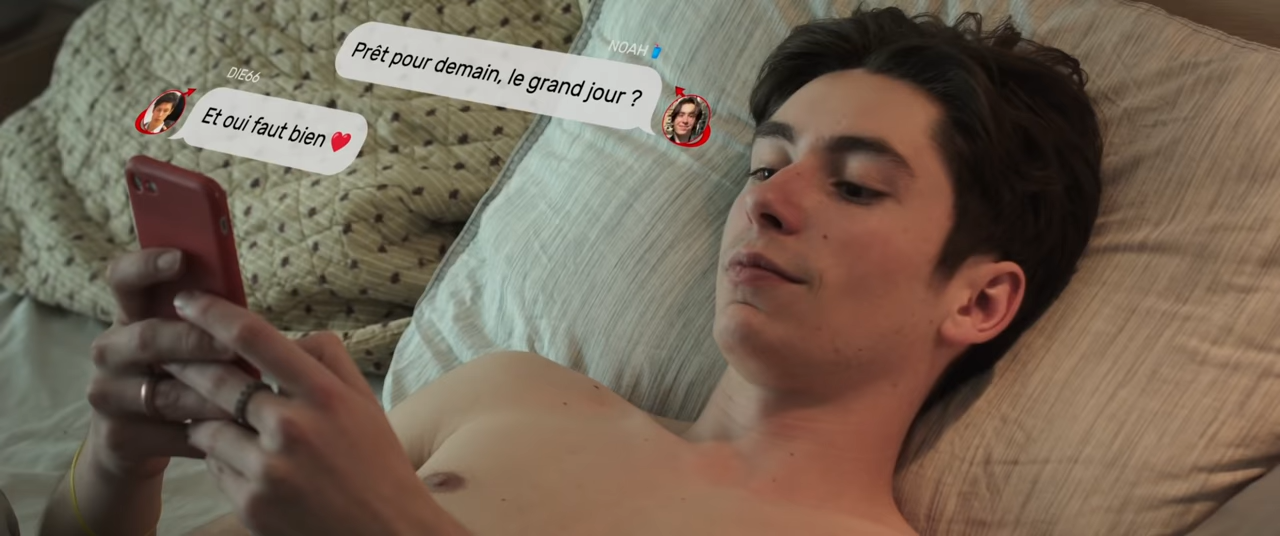 NOAH
Prêt pour demain, le grand jour ?
DIE66
Et oui faut bien ❤️